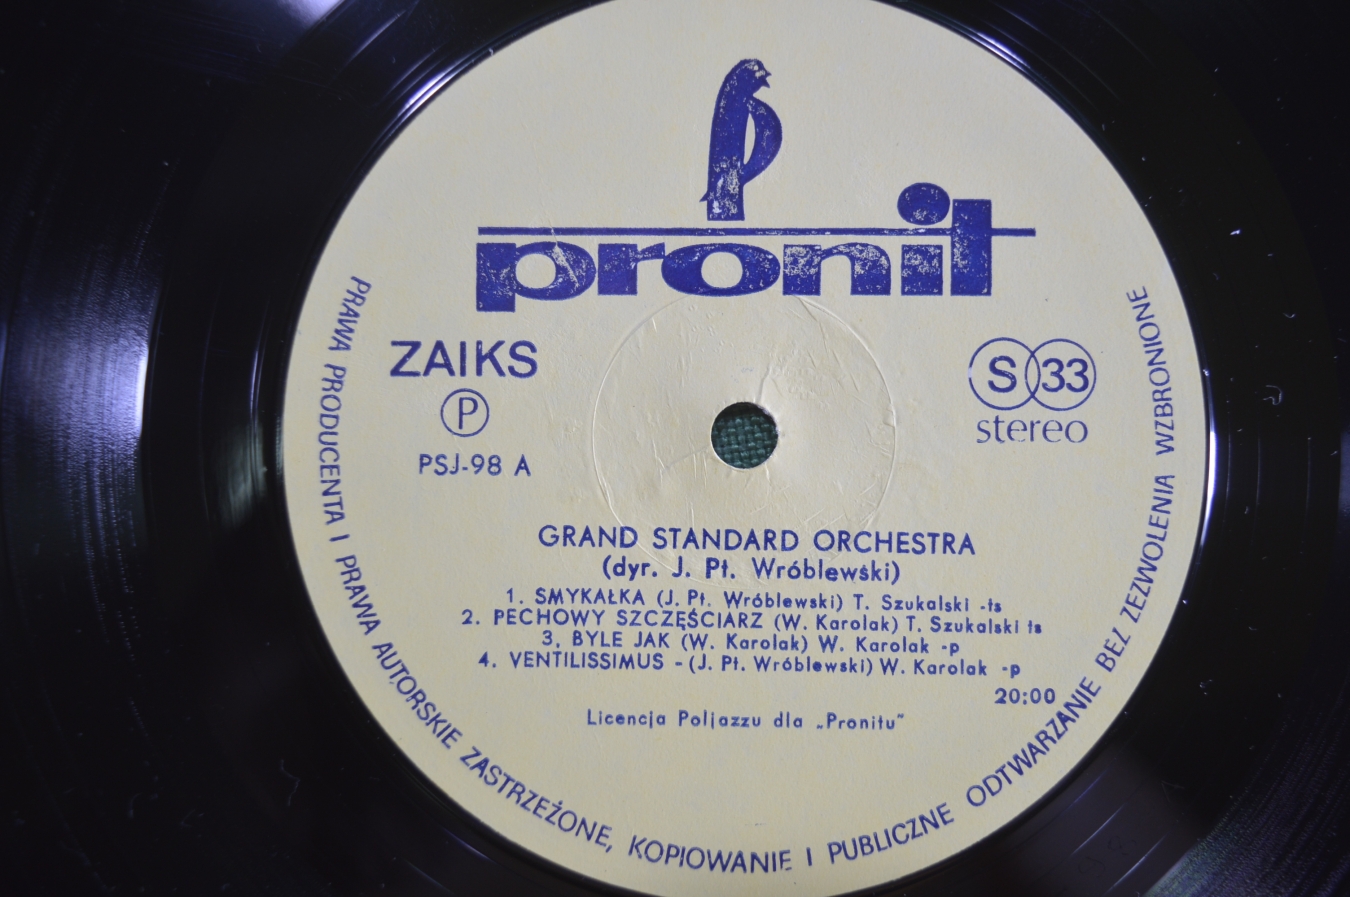 pronit
ZAIKS
P
PSJ-98 A
S 33
stereo
GRAND STANDARD ORCHESTRA
(dyr. J. Pt. Wróblewski)
1. SMYKAŁKA (J. Pt. Wróblewski) T. Szukalski -ts
2. PECHOWY SZCZĘŚCIARZ (W. Karolak) T. Szukalski ts
3. BYLE JAK (W. Karolak) W. Karolak -p
4. VENTILISSIMUS - (J. Pt. Wróblewski) W. Karolak -p
20:00
Licencja Poljazzu dla „Pronitu"
PRAWA PRODUCENTA I PRAWA AUTORSKIE ZASTRZEŻONE, KOPIOWANIE I PUBLICZNE ODTWARZANIE BEZ ZEZWOLENIA WZBRONIONE